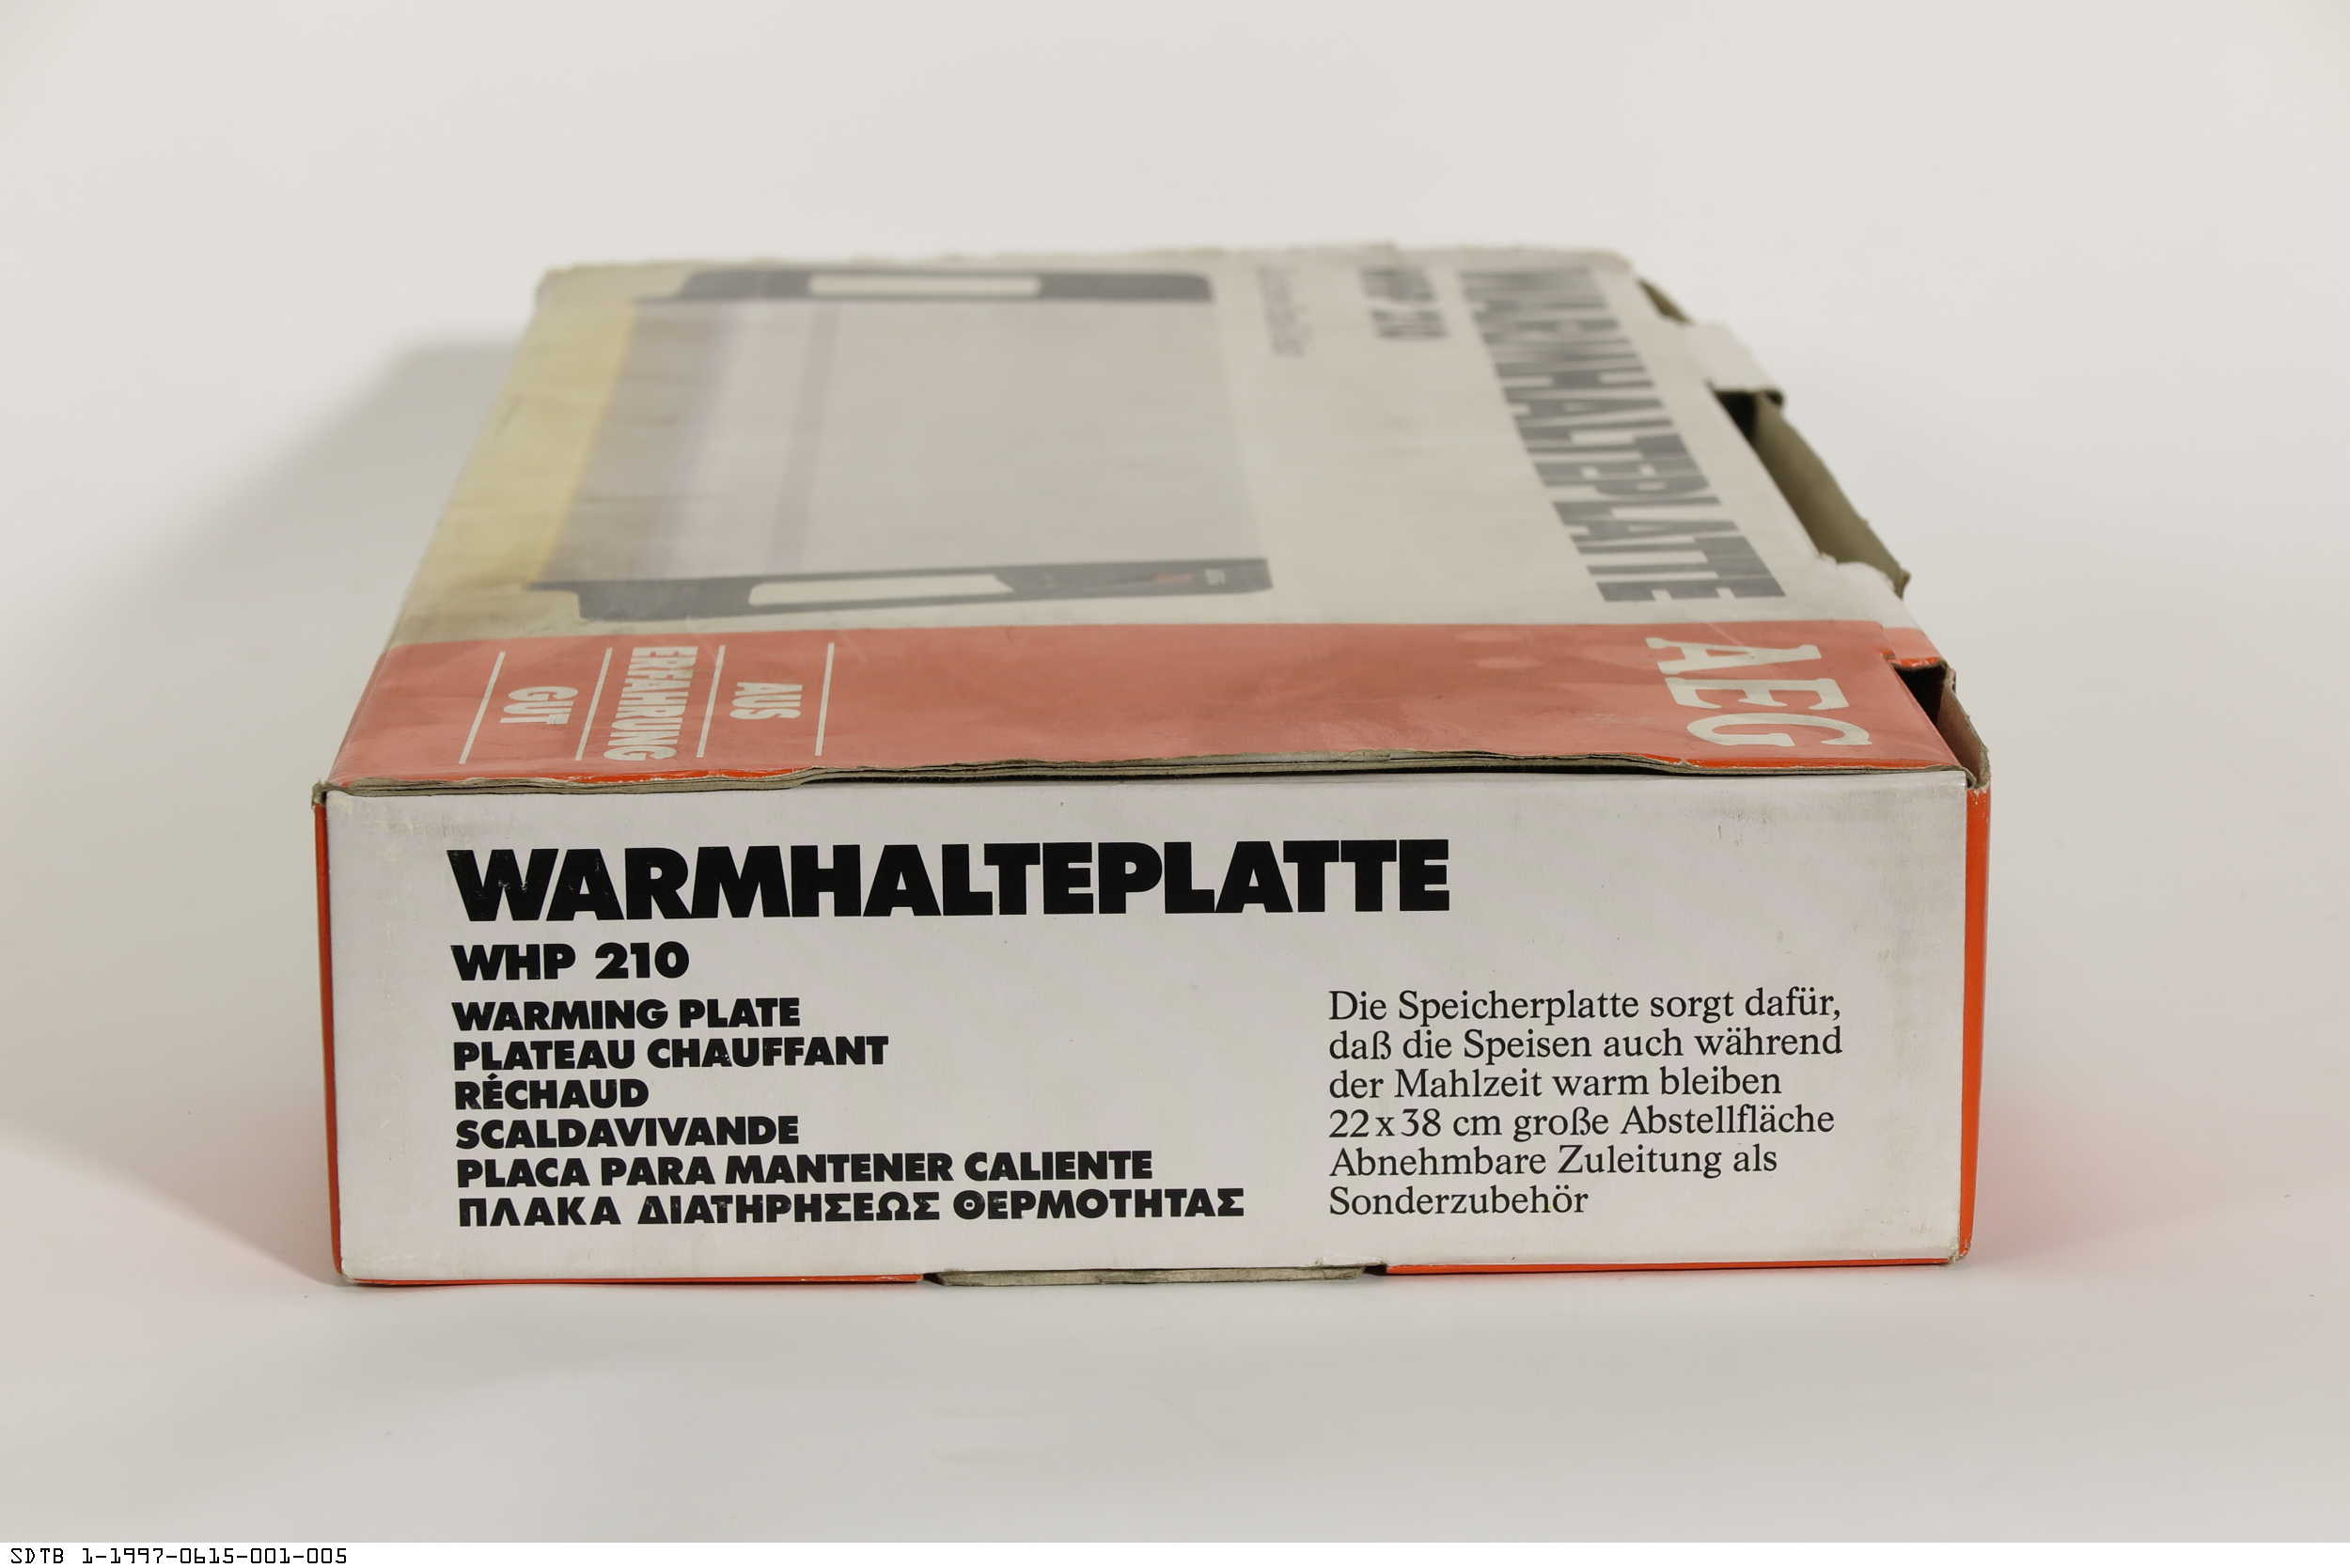 WARMHALTEPLATTE
WHP 210
AEG
AUS
ERFAHRUNG
GUT
WARMHALTEPLATTE
WHP 210
WARMING PLATE
PLATEAU CHAUFFANT
RÉCHAUD
SCALDAVIVANDE
PLACA PARA MANTENER CALIENTE
ΠΛΑΚΑ ΔΙΑΤΗΡΗΣΕΩΣ ΘΕΡΜΟΤΗΤΑΣ
Die Speicherplatte sorgt dafür,
daß die Speisen auch während
der Mahlzeit warm bleiben
22 x 38 cm große Abstellfläche
Abnehmbare Zuleitung als
Sonderzubehör
SDTB 1-1997-0615-001-005